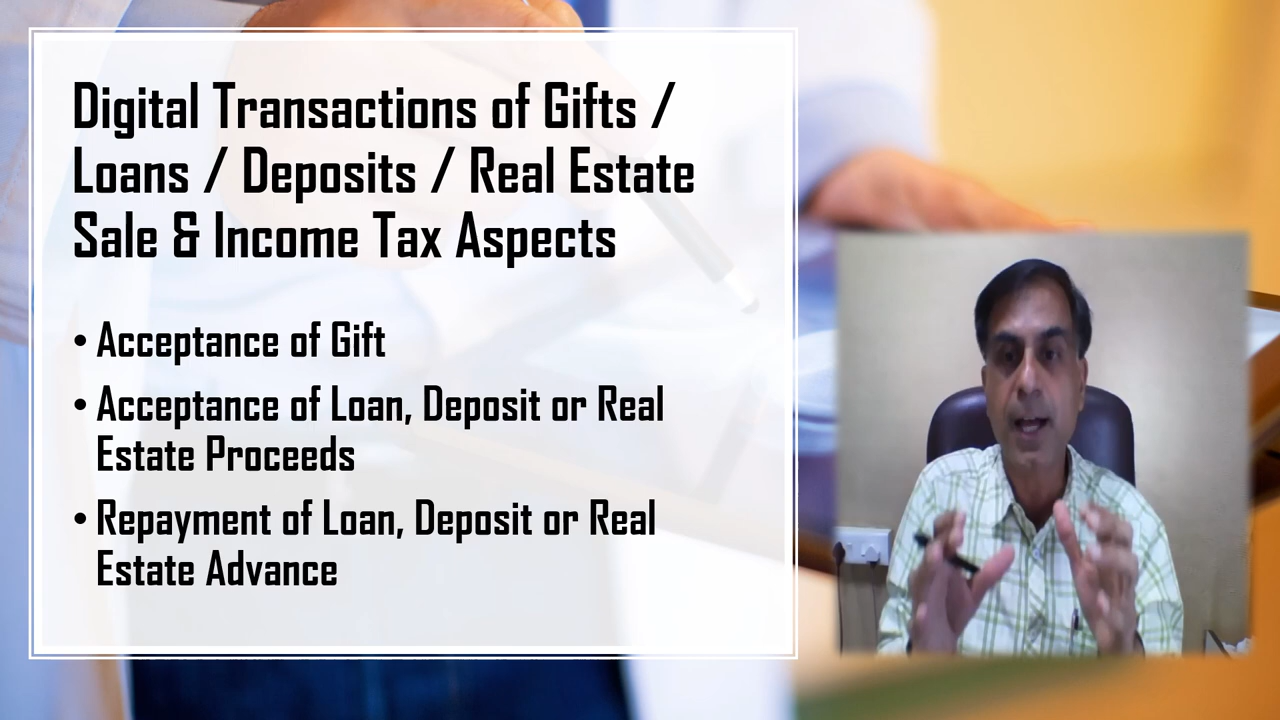 Digital Transactions of Gifts /
Loans / Deposits / Real Estate
Sale & Income Tax Aspects
• Acceptance of Gift
• Acceptance of Loan, Deposit or Real
Estate Proceeds
• Repayment of Loan, Deposit or Real
Estate Advance